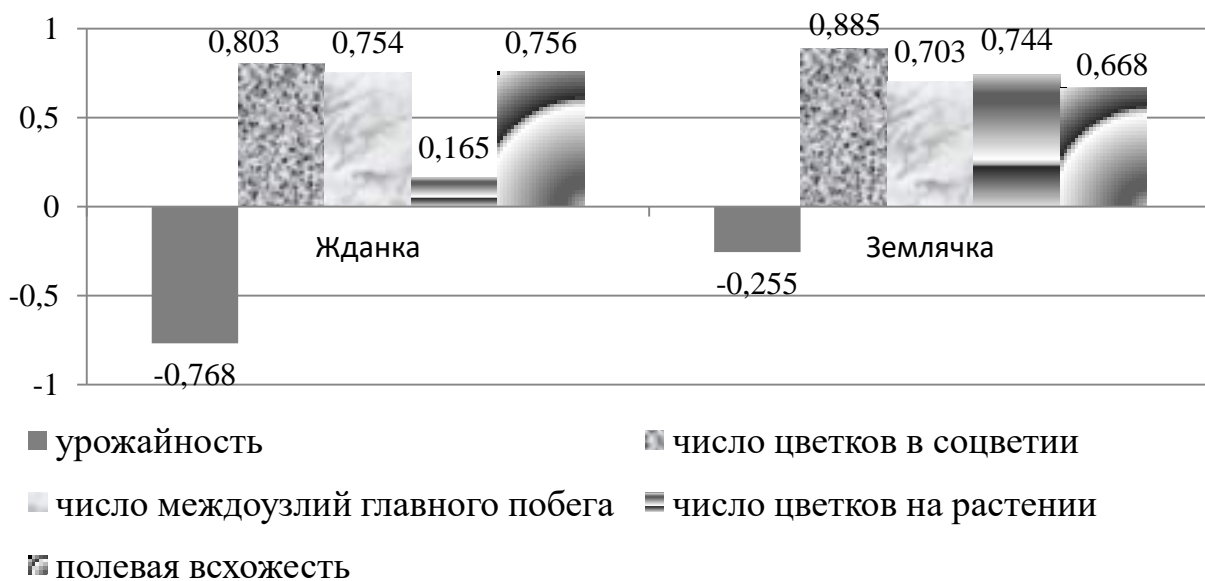 1
0,803
0,754
0,756
0,885
0,703
0,744
0,668
0,5
0,165
0
Жданка
Землячка
-0,5
-0,255
-0,768
-1
урожайность
число цветков в соцветии
число междоузлий главного побега
число цветков на растении
полевая всхожесть